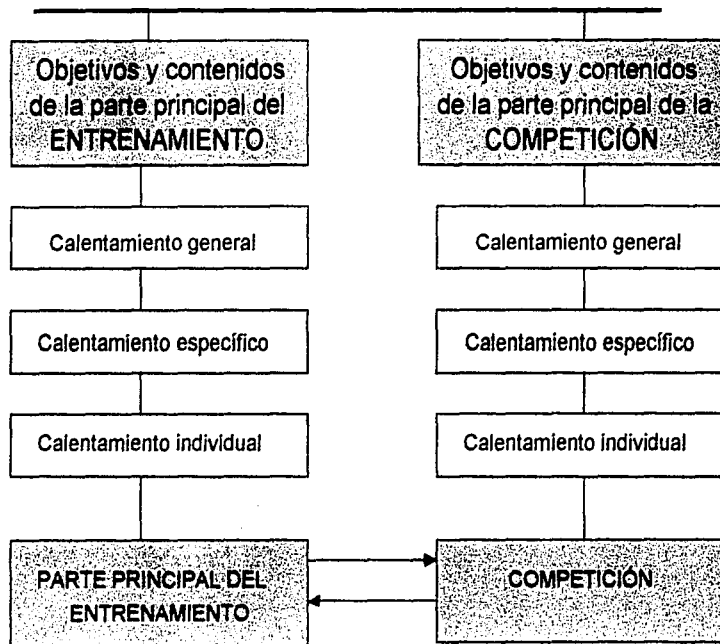 Objetivos y contenidos
de la parte principal del
ENTRENAMIENTO
Calentamiento general
Calentamiento específico
Calentamiento individual
PARTE PRINCIPAL DEL
ENTRENAMIENTO
Objetivos y contenidos
de la parte principal de la
COMPETICIÓN
Calentamiento general
Calentamiento específico
Calentamiento individual
COMPETICIÓN